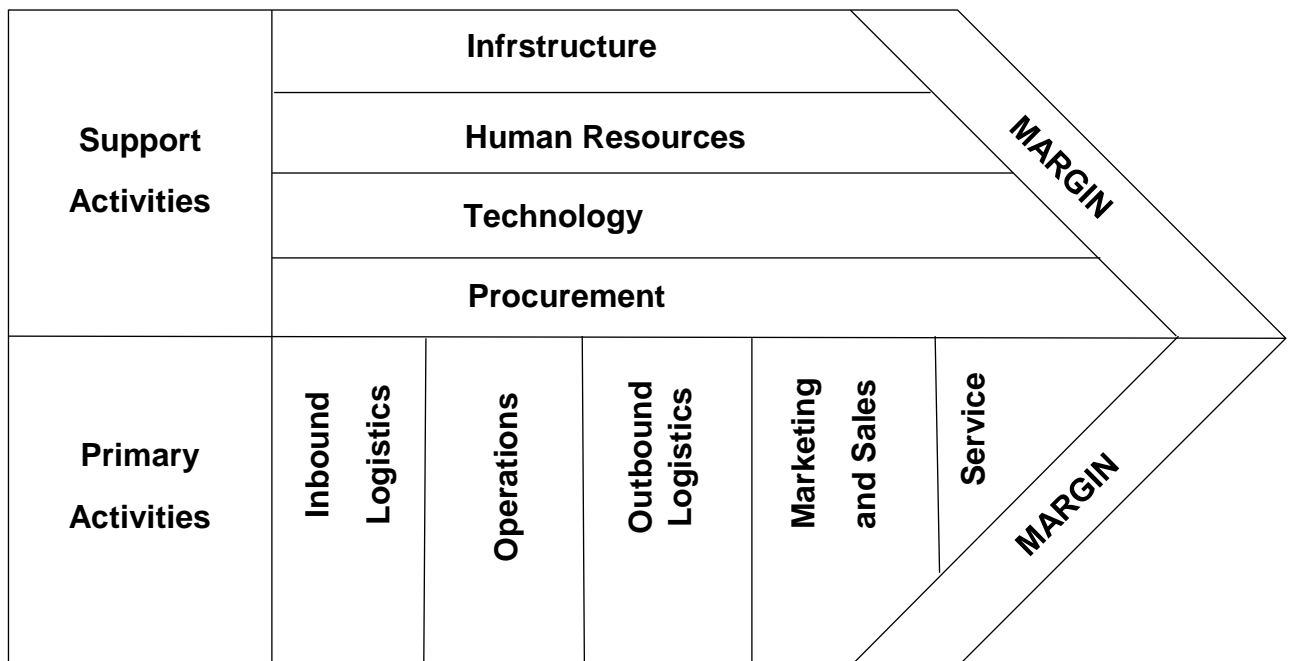 Infrstructure
Support
Activities
Human Resources
Technology
Procurement
MARGIN
Primary
Activities
Inbound
Logistics
Operations
Outbound
Logistics
Marketing
and Sales
Service
MARGIN